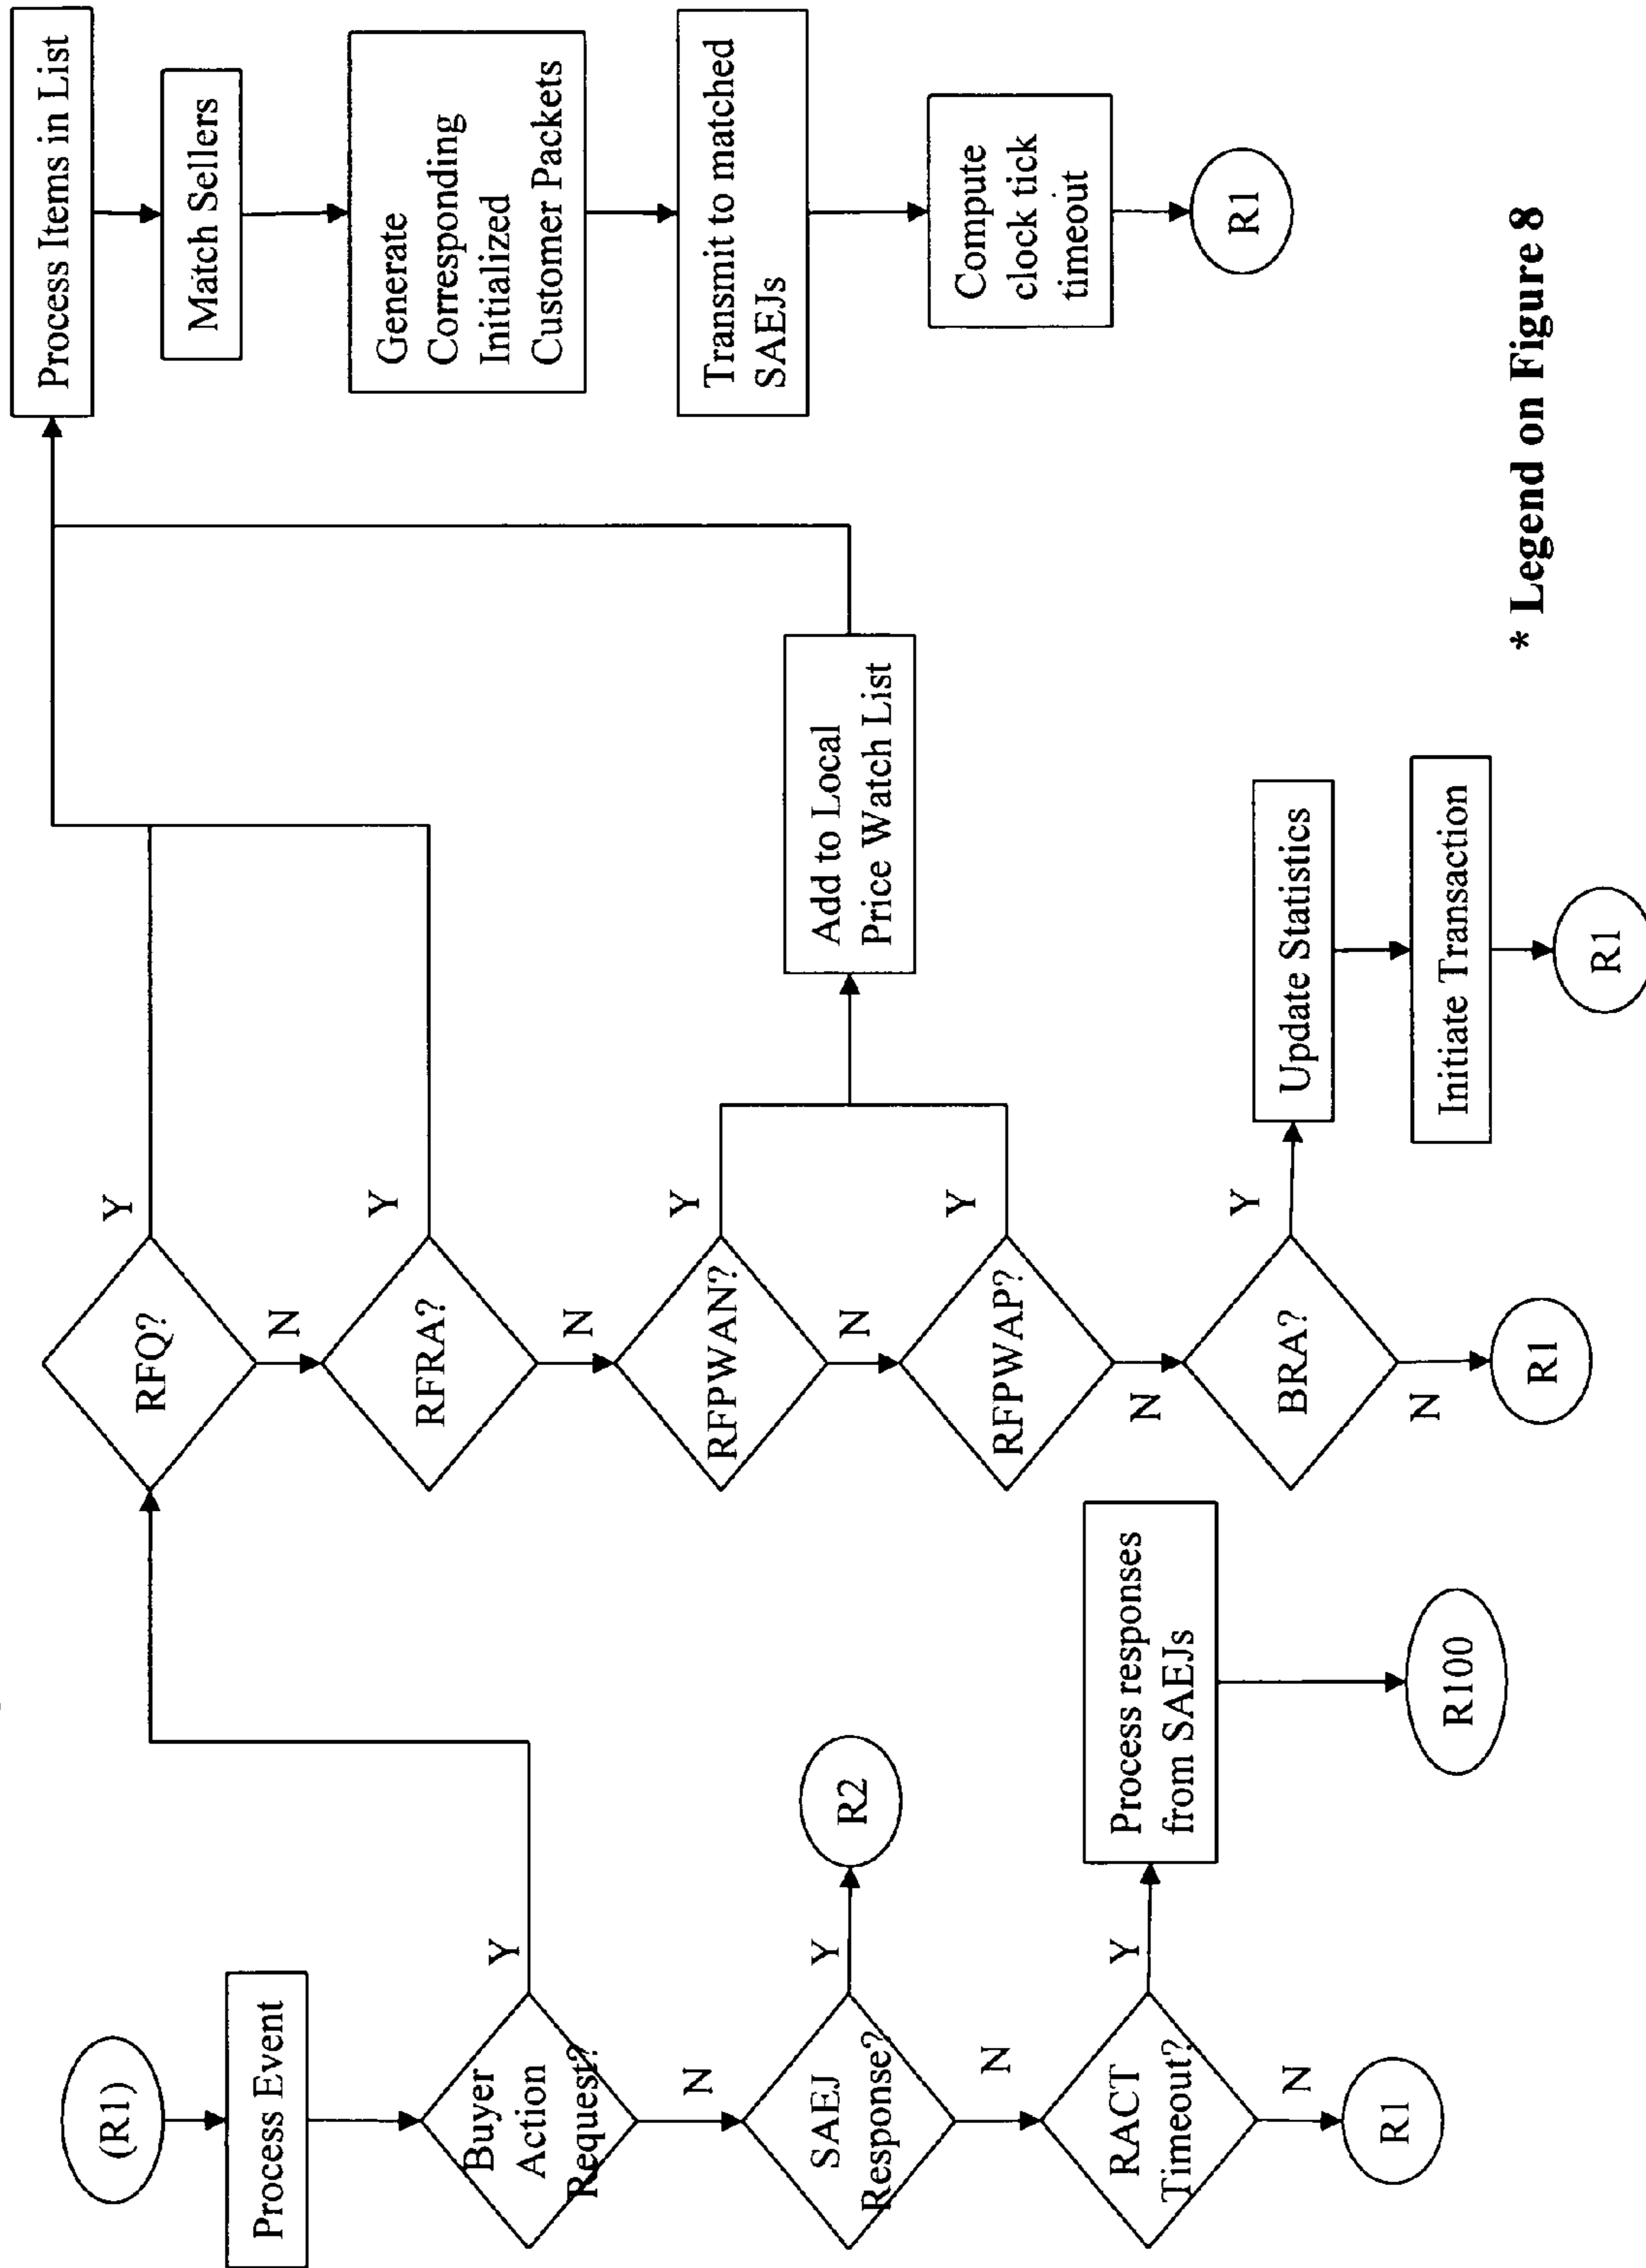 (R1)
Process Event
Buyer
Action
Request?
Y
N
SAEJ
Response?
Y
R2
N
RACT
Timeout?
Y
Process responses
from SAEJs
R100
N
R1
RFQ?
Y
N
RFRA?
Y
N
RFPWAN?
Y
N
RFPWAP?
Y
N
BRA?
Y
N
R1
Add to Local
Price Watch List
Update Statistics
Initiate Transaction
R1
Process Items in List
Match Sellers
Generate
Corresponding
Initialized
Customer Packets
Transmit to matched
SAEJs
Compute
clock tick
timeout
R1
* Legend on Figure 8